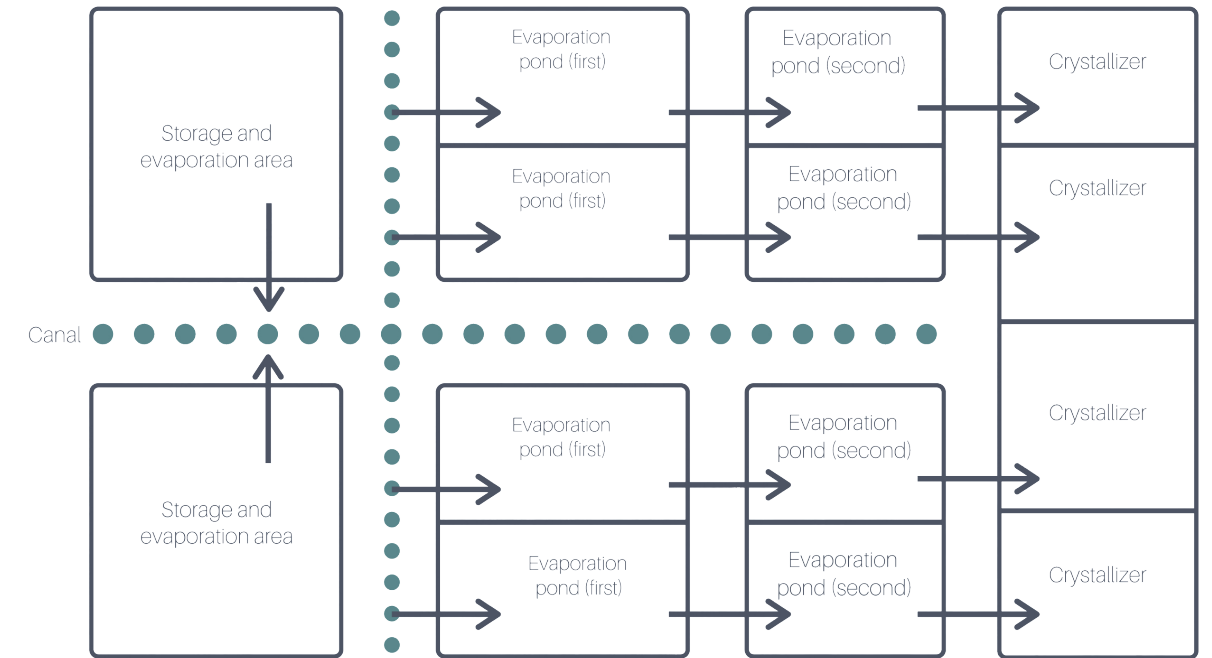 Storage and
evaporation area
Evaporation
pond (first)
Evaporation
pond (second)
Crystallizer
Evaporation
pond (first)
Evaporation
pond (second)
Crystallizer
Canal
Storage and
evaporation area
Evaporation
pond (first)
Evaporation
pond (second)
Crystallizer
Evaporation
pond (first)
Evaporation
pond (second)
Crystallizer